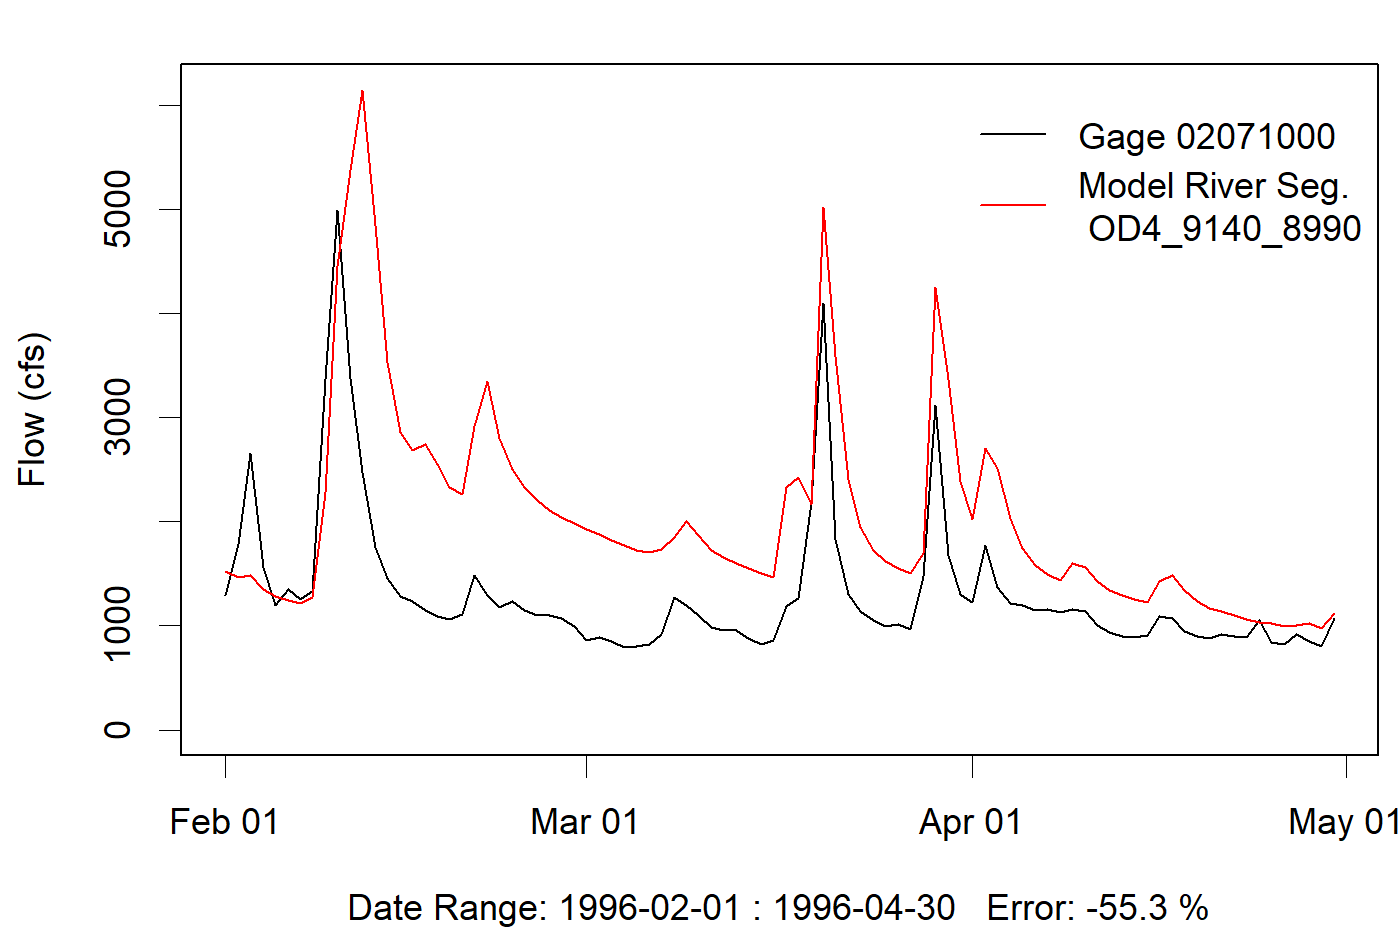 Gage 02071000
Model River Seg.
OD4_9140_8990
Flow (cfs)
5000
3000
1000
0
Feb 01
Mar 01
Apr 01
May 01
Date Range: 1996-02-01 : 1996-04-30 Error: -55.3 %